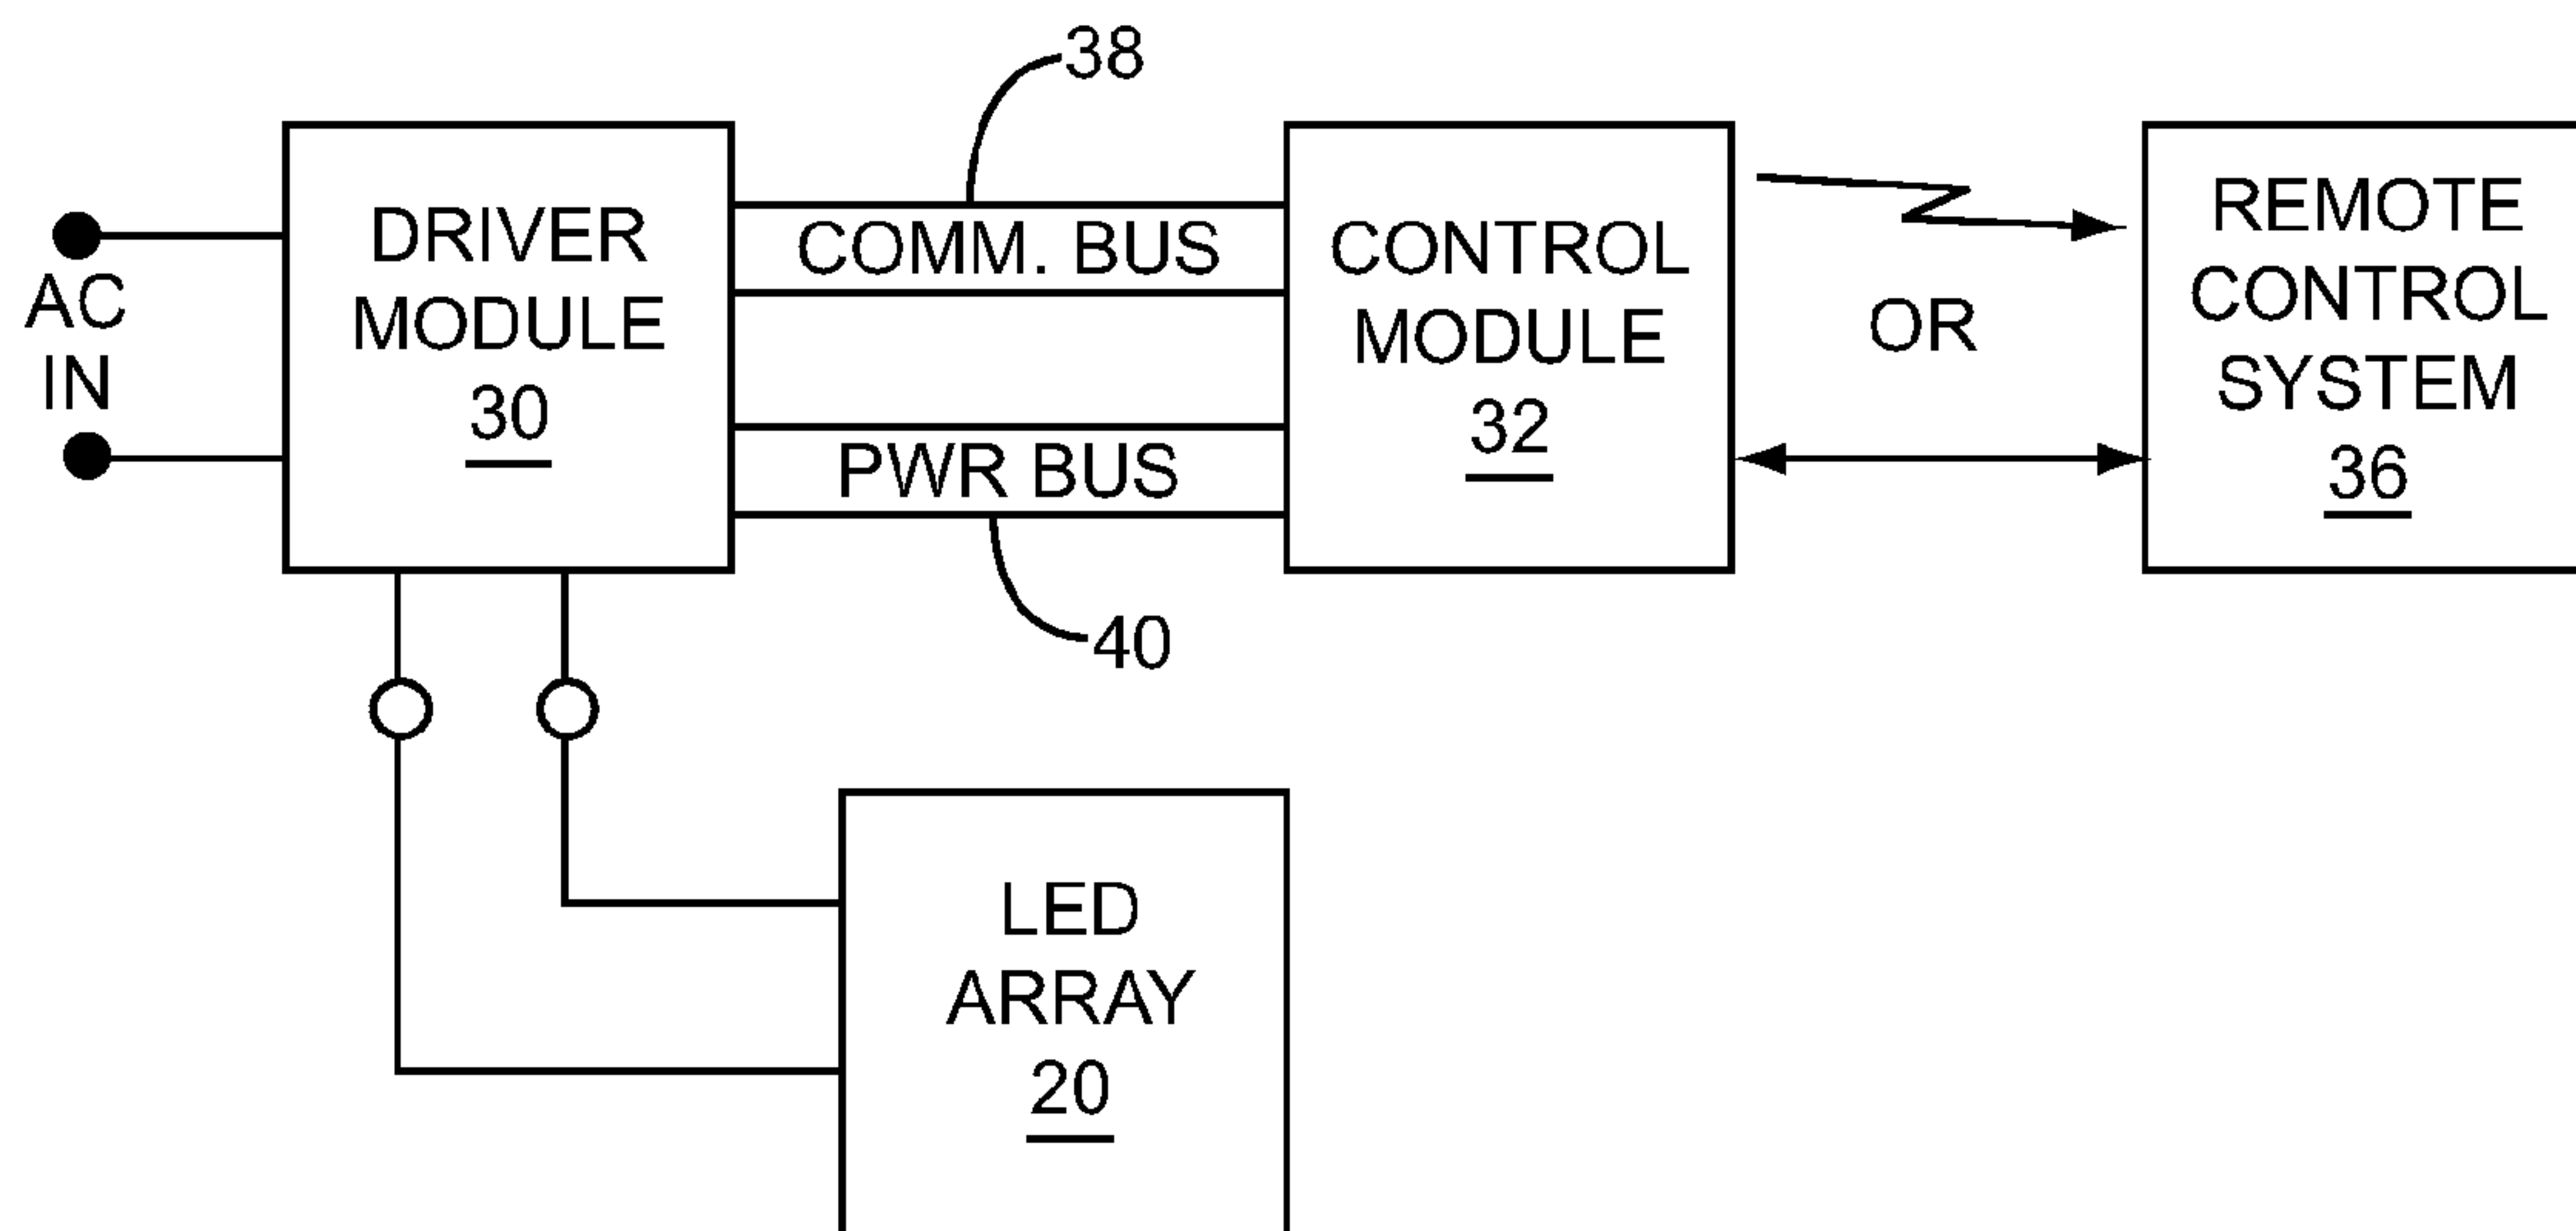 38
AC
IN
DRIVER
MODULE
30
COMM. BUS
PWR BUS
40
CONTROL
MODULE
32
OR
REMOTE
CONTROL
SYSTEM
36
LED
ARRAY
20